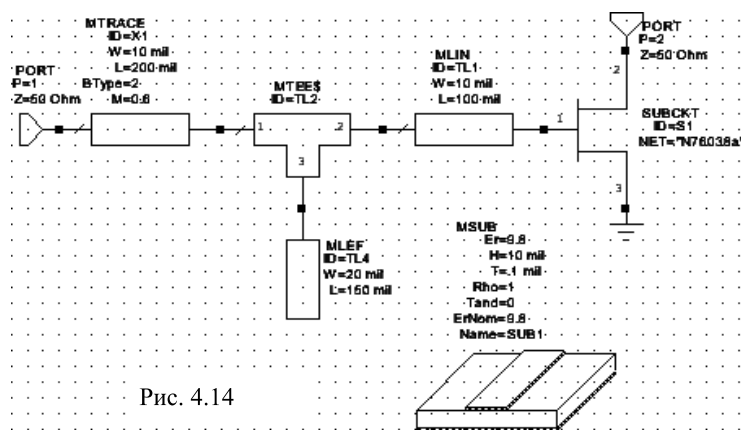 MTRACE
ID=X1
W=10 mil
L=200 mil
BType=2
M=0.6
PORT
P=1
Z=50 Ohm
MTEE$
ID=TL2
1
2
3
MLIN
ID=TL1
W=10 mil
L=100 mil
PORT
P=2
Z=50 Ohm
2
1
3
SUBCKT
ID=S1
NET="N76038a"
MLEF
ID=TL4
W=20 mil
L=150 mil
MSUB
Er=9.8
H=10 mil
T=.1 mil
Rho=1
Tand=0
ErNom=9.8
Name=SUB1
Рис. 4.14